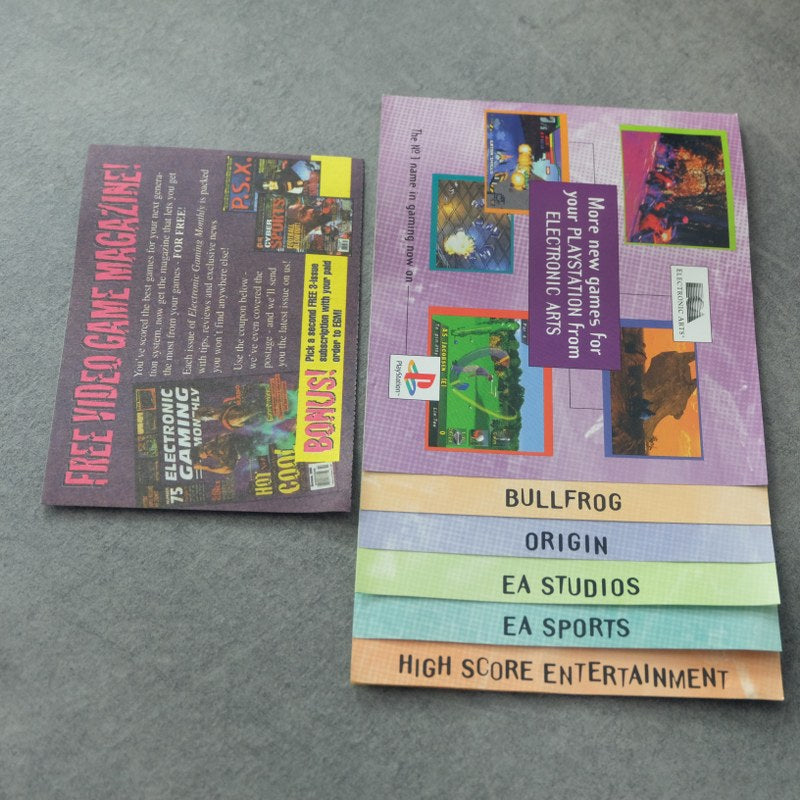 FREE VIDEO GAME MAGAZINE!
You've scored the best games for your next genera-
tion system, now get the magazine that lets you get
the most from your games - FOR FREE!
Each issue of Electronic Gaming Monthly is packed
with tips, reviews and exclusive news
you won't find anywhere else!
Use the coupon below -
we've even covered the
postage - and we'll send
you the latest issue on us!
P.S.X.
CYBER
SPORTS
ELECTRONIC
GAMING
MONTHLY
75
HOT
COOL
BONUS!
Pick a second FREE 3-issue
subscription with your paid
order to EGM!
The Nº 1 name in gaming now on ...
More new games for
your PLAYSTATION from
ELECTRONIC ARTS
ELECTRONIC ARTS®
PlayStation™
BULLFROG
ORIGIN
EA STUDIOS
EA SPORTS
HIGH SCORE ENTERTAINMENT